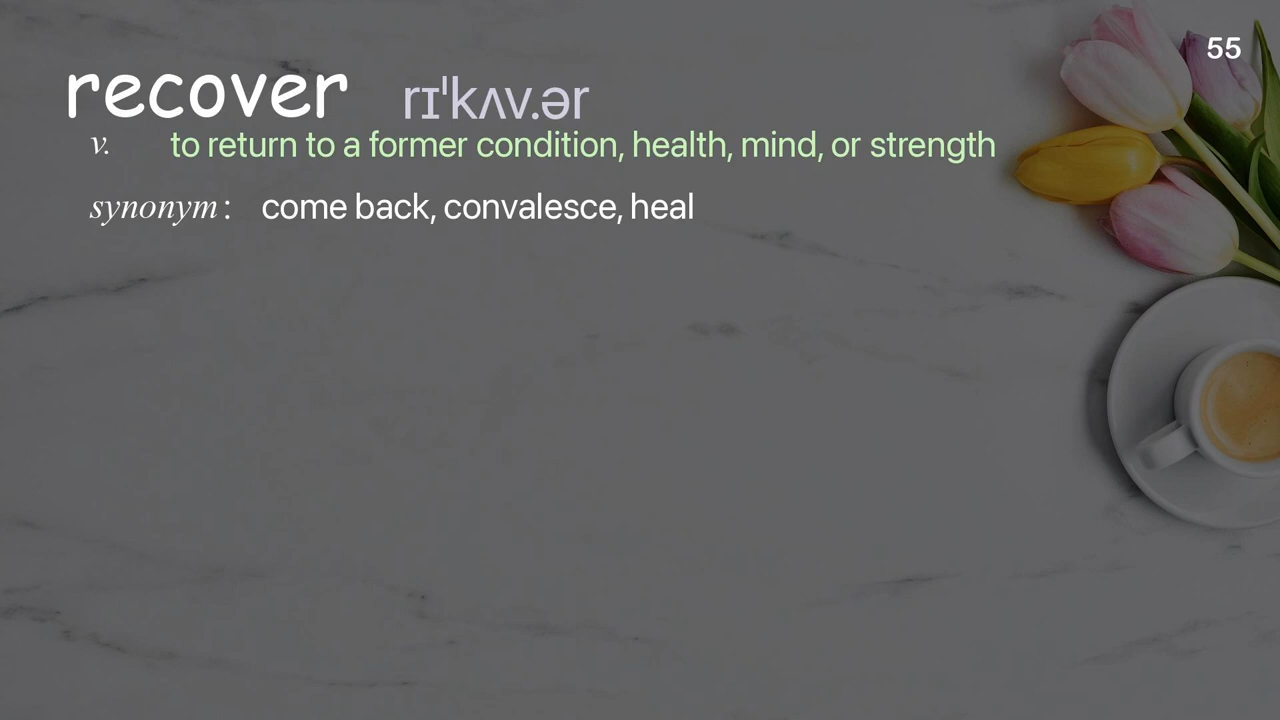 55
recover rɪˈkʌv.ər
v. to return to a former condition, health, mind, or strength
synonym : come back, convalesce, heal